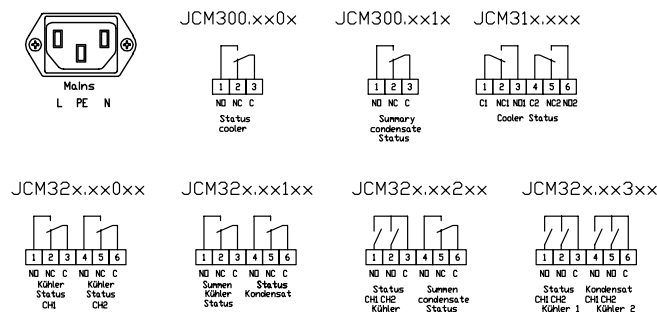 JCM300.xx0x JCM300.xx1x JCM31x.xxx
Mains
L PE N
1 2 3
NO NC C
Status
cooler
1 2 3
NO NC C
Summary
condensate
Status
1 2 3 4 5 6
C1 NC1 NO1 C2 NC2 NO2
Cooler Status
JCM32x.xx0xx JCM32x.xx1xx JCM32x.xx2xx JCM32x.xx3xx
1 2 3 4 5 6
NO NC C NO NC C
Kühler Kühler
Status Status
CH1 CH2
1 2 3 4 5 6
NO NC C NO NC C
Summen Status
Kühler Kondensat
Status
1 2 3 4 5 6
NO NO C NO NC C
Status Summen
CH1 CH2 condensate
Kühler Status
1 2 3 4 5 6
NO NO C NO NO C
Status Kondensat
CH1 CH2 CH1 CH2
Kühler 1 Kühler 2